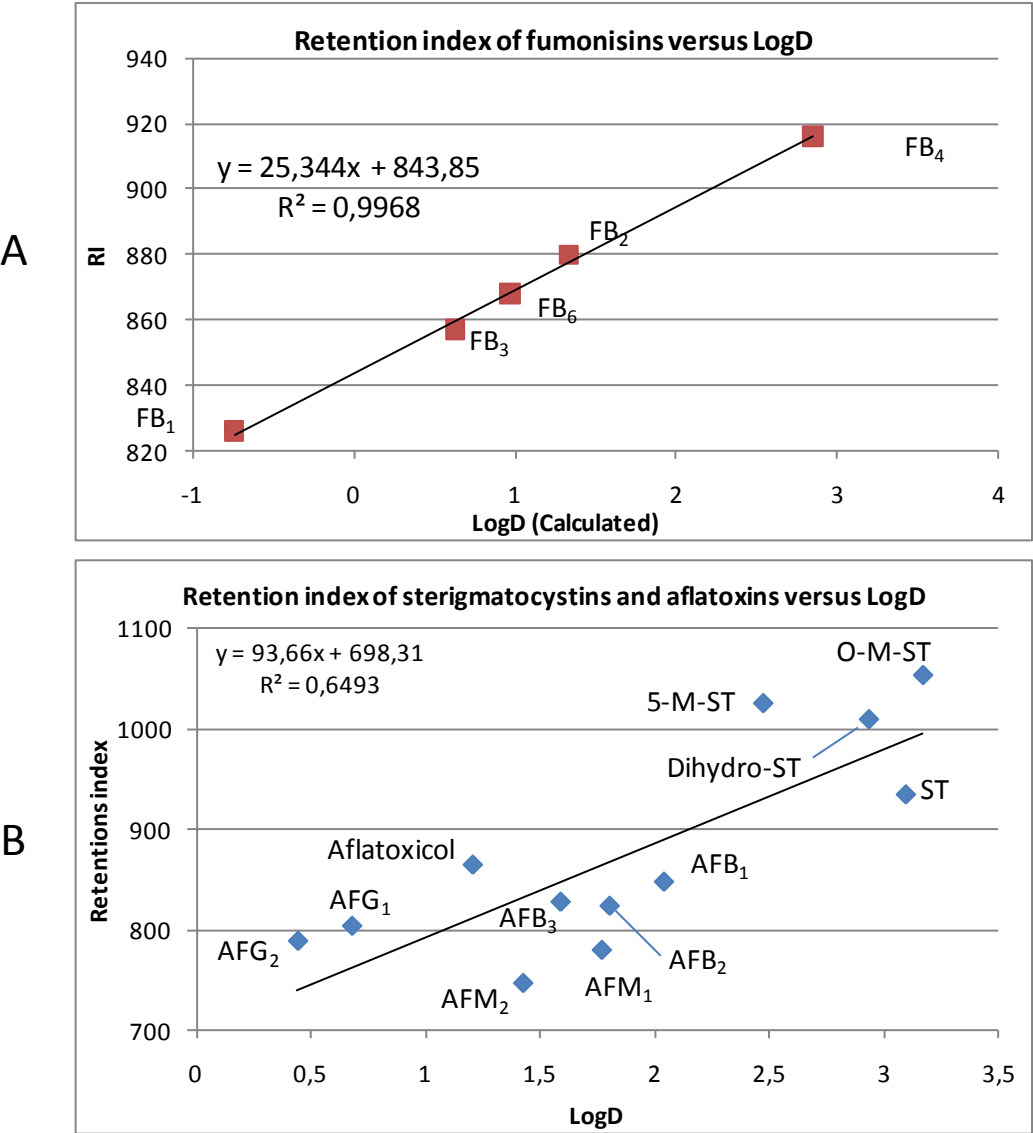 A
Retention index of fumonisins versus LogD
940
920
900
880
860
840
820
RI
y = 25,344x + 843,85
R² = 0,9968
FB₄
FB₂
FB₆
FB₃
FB₁
-1 0 1 2 3 4
LogD (Calculated)
B
Retention index of sterigmatocystins and aflatoxins versus LogD
1100
1000
900
800
700
Retentions index
y = 93,66x + 698,31
R² = 0,6493
O-M-ST
5-M-ST
Dihydro-ST
ST
Aflatoxicol
AFB₁
AFG₁
AFB₃
AFG₂
AFB₂
AFM₁
AFM₂
0 0,5 1 1,5 2 2,5 3 3,5
LogD